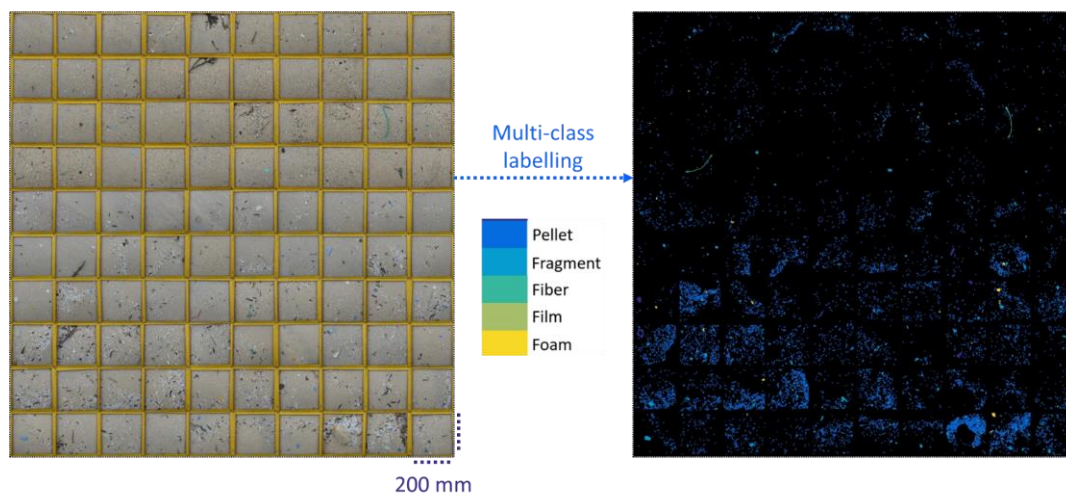 Multi-class
labelling
Pellet
Fragment
Fiber
Film
Foam
200 mm